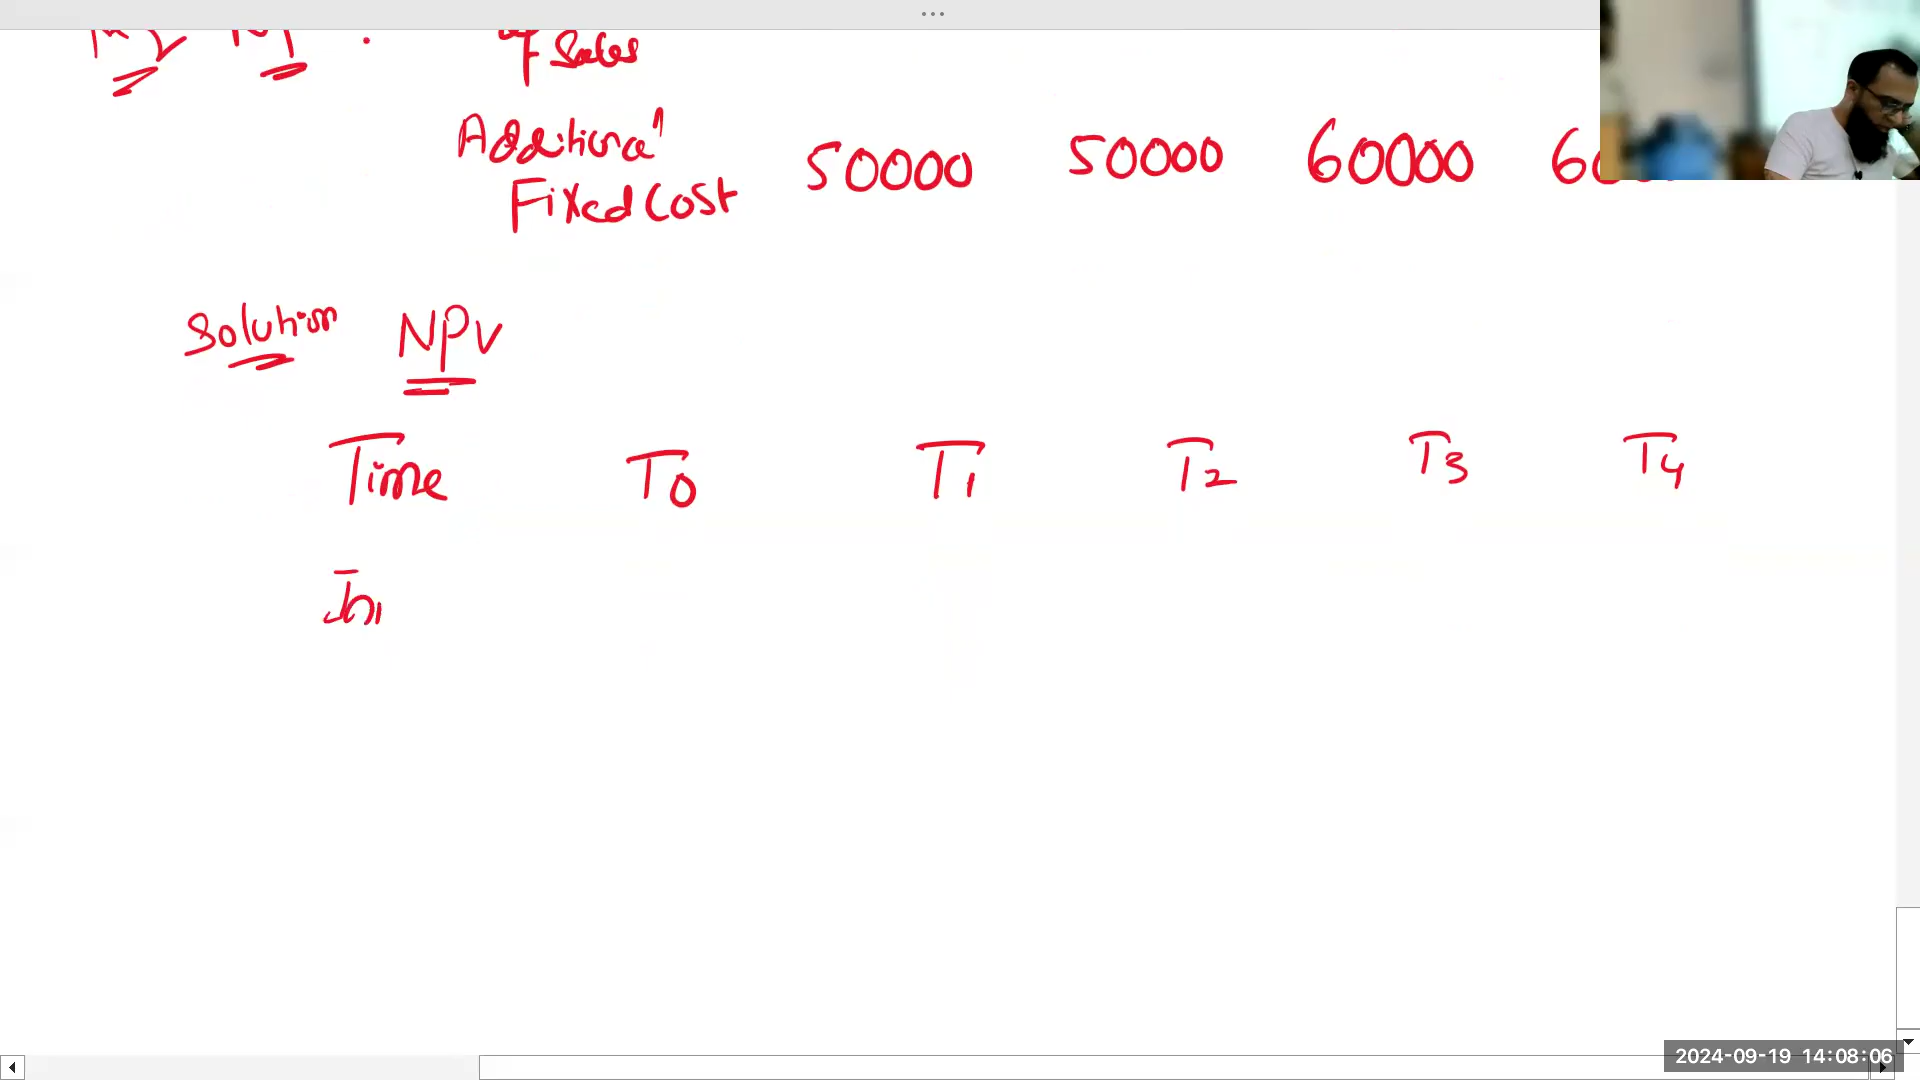 of Sales
Additional 50000 50000 60000
Fixed Cost
Solution NPV
Time T0 T1 T2 T3 T4
Ini
2024-09-19 14:08:06